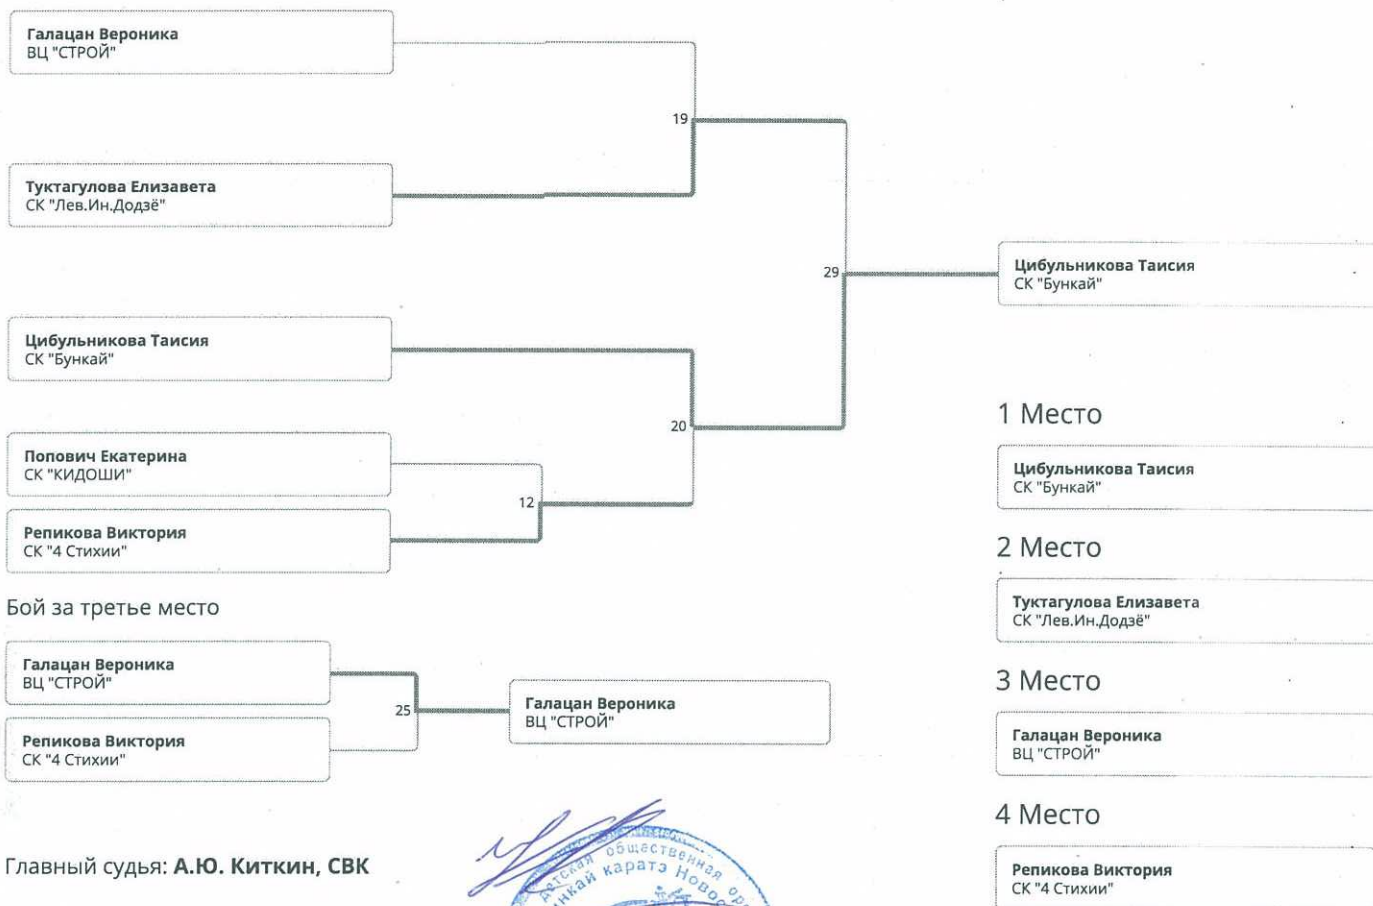 Галацан Вероника
ВЦ "СТРОЙ"
19
Туктагулова Елизавета
СК "Лев.Ин.Додзё"
29
Цибульникова Таисия
СК "Бункай"
Цибульникова Таисия
СК "Бункай"
20
Попович Екатерина
СК "КИДОШИ"
12
Репикова Виктория
СК "4 Стихии"
Бой за третье место
Галацан Вероника
ВЦ "СТРОЙ"
25
Галацан Вероника
ВЦ "СТРОЙ"
Репикова Виктория
СК "4 Стихии"
1 Место
Цибульникова Таисия
СК "Бункай"
2 Место
Туктагулова Елизавета
СК "Лев.Ин.Додзё"
3 Место
Галацан Вероника
ВЦ "СТРОЙ"
4 Место
Репикова Виктория
СК "4 Стихии"
Главный судья: А.Ю. Киткин, СВК
общественная
каратэ